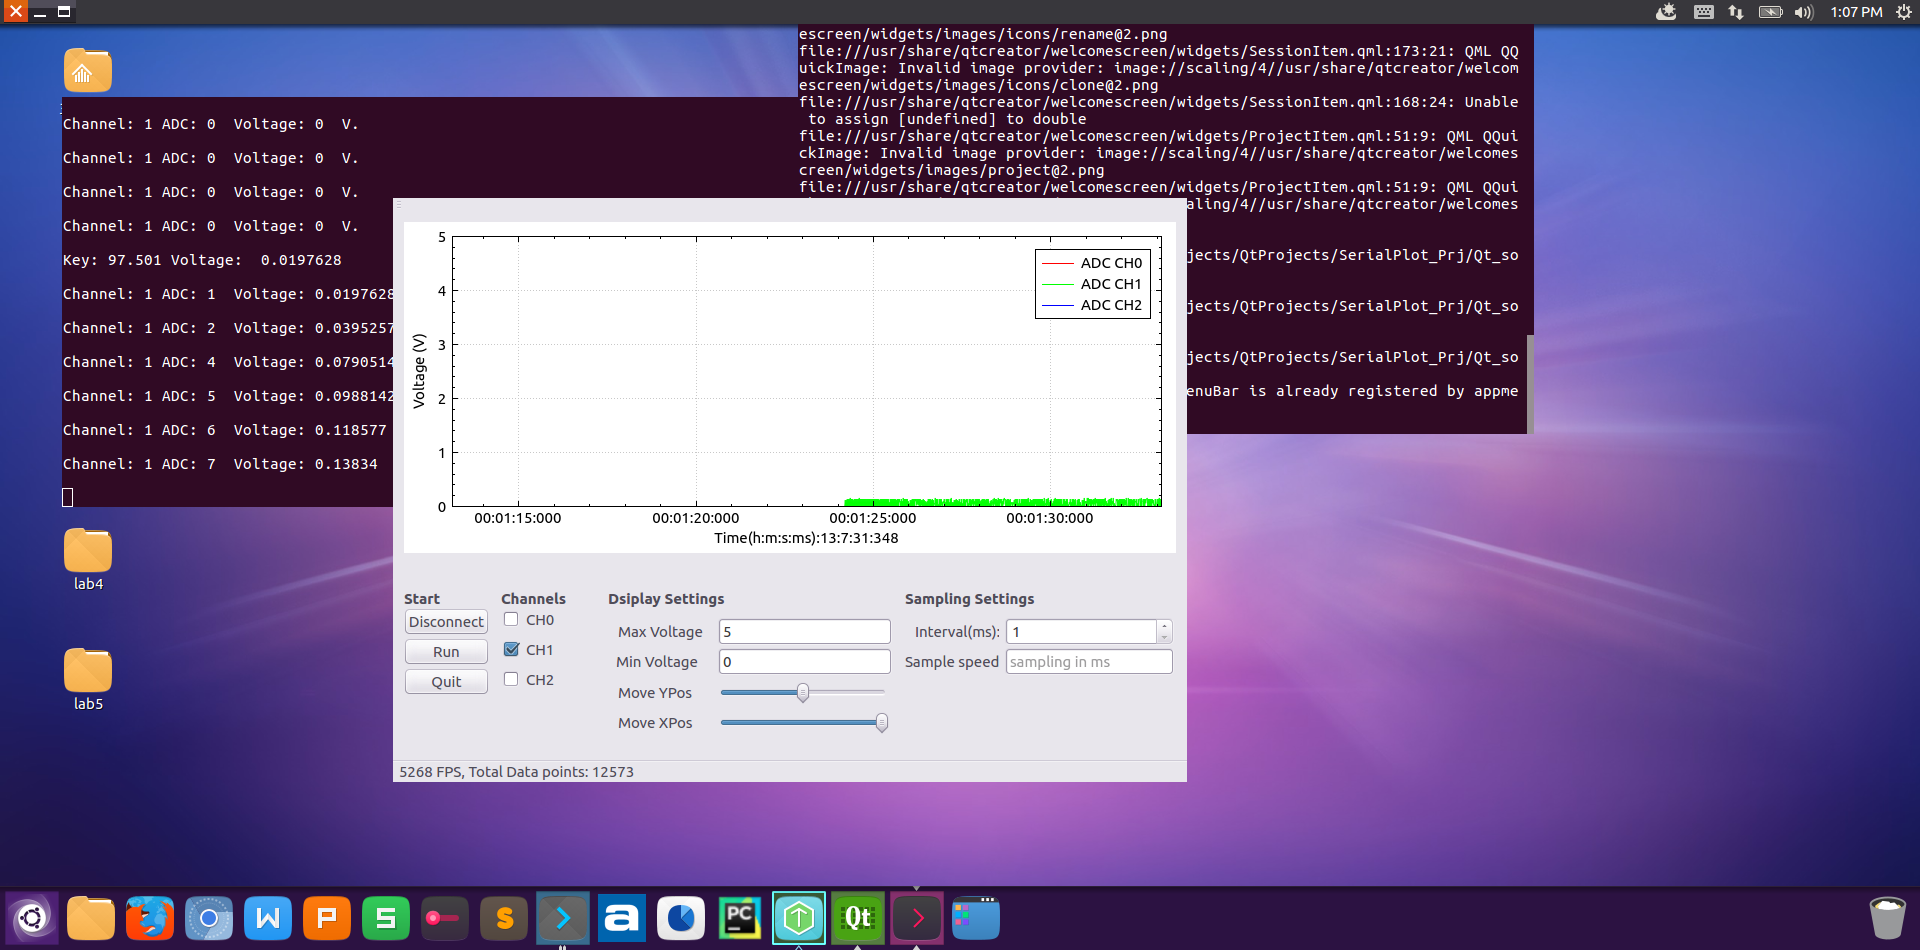 1:07 PM
escreen/widgets/images/icons/rename@2.png
file:///usr/share/qtcreator/welcomescreen/widgets/SessionItem.qml:173:21: QML QQ
uickImage: Invalid image provider: image://scaling/4//usr/share/qtcreator/welcom
escreen/widgets/images/icons/clone@2.png
file:///usr/share/qtcreator/welcomescreen/widgets/SessionItem.qml:168:24: Unable
to assign [undefined] to double
file:///usr/share/qtcreator/welcomescreen/widgets/ProjectItem.qml:51:9: QML QQui
ckImage: Invalid image provider: image://scaling/4//usr/share/qtcreator/welcomes
creen/widgets/images/project@2.png
file:///usr/share/qtcreator/welcomescreen/widgets/ProjectItem.qml:51:9: QML QQui
aling/4//usr/share/qtcreator/welcomes
jects/QtProjects/SerialPlot_Prj/Qt_so
jects/QtProjects/SerialPlot_Prj/Qt_so
jects/QtProjects/SerialPlot_Prj/Qt_so
enuBar is already registered by appme
Channel: 1 ADC: 0 Voltage: 0 V.
Channel: 1 ADC: 0 Voltage: 0 V.
Channel: 1 ADC: 0 Voltage: 0 V.
Channel: 1 ADC: 0 Voltage: 0 V.
Key: 97.501 Voltage: 0.0197628
Channel: 1 ADC: 1 Voltage: 0.0197628
Channel: 1 ADC: 2 Voltage: 0.0395257
Channel: 1 ADC: 4 Voltage: 0.0790514
Channel: 1 ADC: 5 Voltage: 0.0988142
Channel: 1 ADC: 6 Voltage: 0.118577
Channel: 1 ADC: 7 Voltage: 0.13834
5
4
3
2
1
0
Voltage (V)
ADC CH0
ADC CH1
ADC CH2
00:01:15:000 00:01:20:000 00:01:25:000 00:01:30:000
Time(h:m:s:ms):13:7:31:348
Start
Disconnect
Run
Quit
Channels
CH0
CH1
CH2
Dsiplay Settings
Max Voltage 5
Min Voltage 0
Move YPos
Move XPos
Sampling Settings
Interval(ms): 1
Sample speed sampling in ms
5268 FPS, Total Data points: 12573
lab4
lab5
W
P
S
S
a
PC
Qt